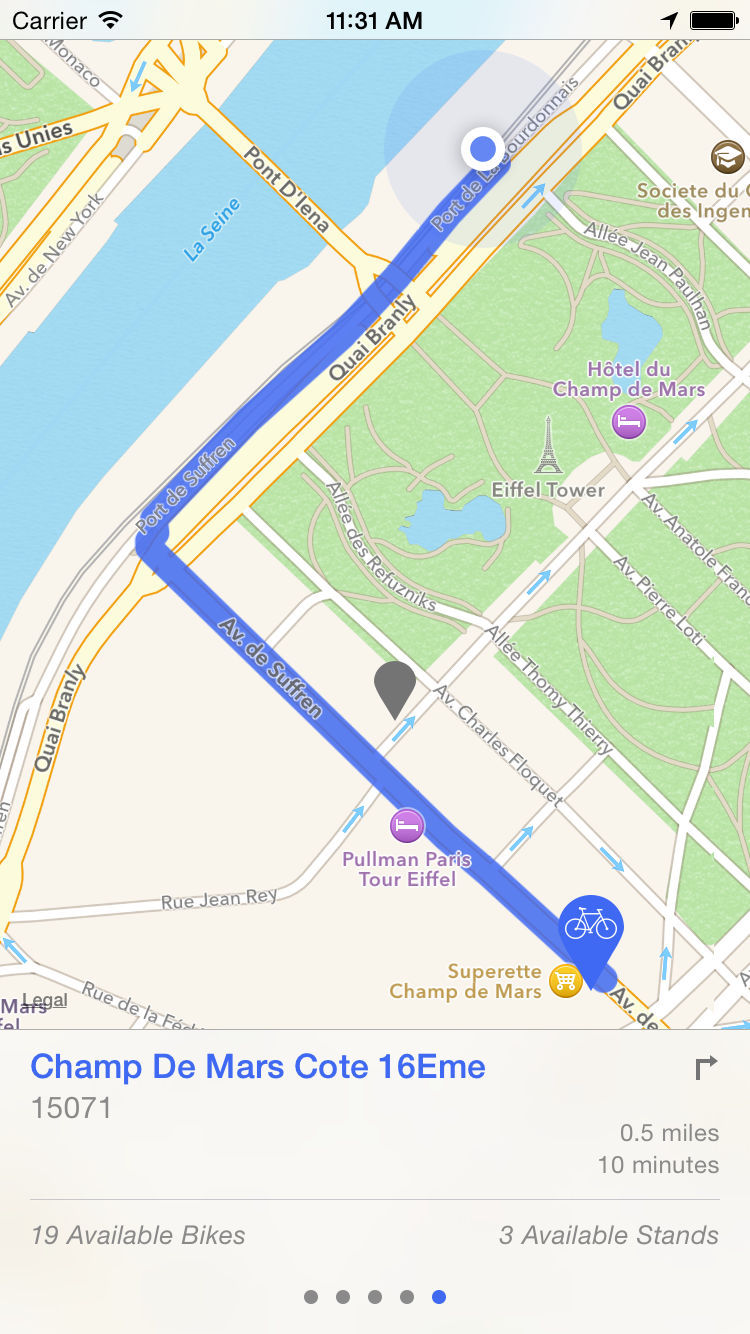 Carrier
11:31 AM
Monaco
s Unies
Av. de New York
La Seine
Pont D'Iena
Port de La Bourdonnais
Quai Branly
Societe du
des Ingen
Allée Jean Paulhan
Quai Branly
Hôtel du
Champ de Mars
Eiffel Tower
Port de Suffren
Allée des Refuzniks
Av. Anatole Franc
Av. Pierre Loti
Av. de Suffren
Allée Thomy Thierry
Av. Charles Floquet
Quai Branly
Pullman Paris
Tour Eiffel
Rue Jean Rey
Superette
Champ de Mars
Av. de
Mars
Legal
Rue de la Féd
Champ De Mars Cote 16Eme
15071
0.5 miles
10 minutes
19 Available Bikes
3 Available Stands